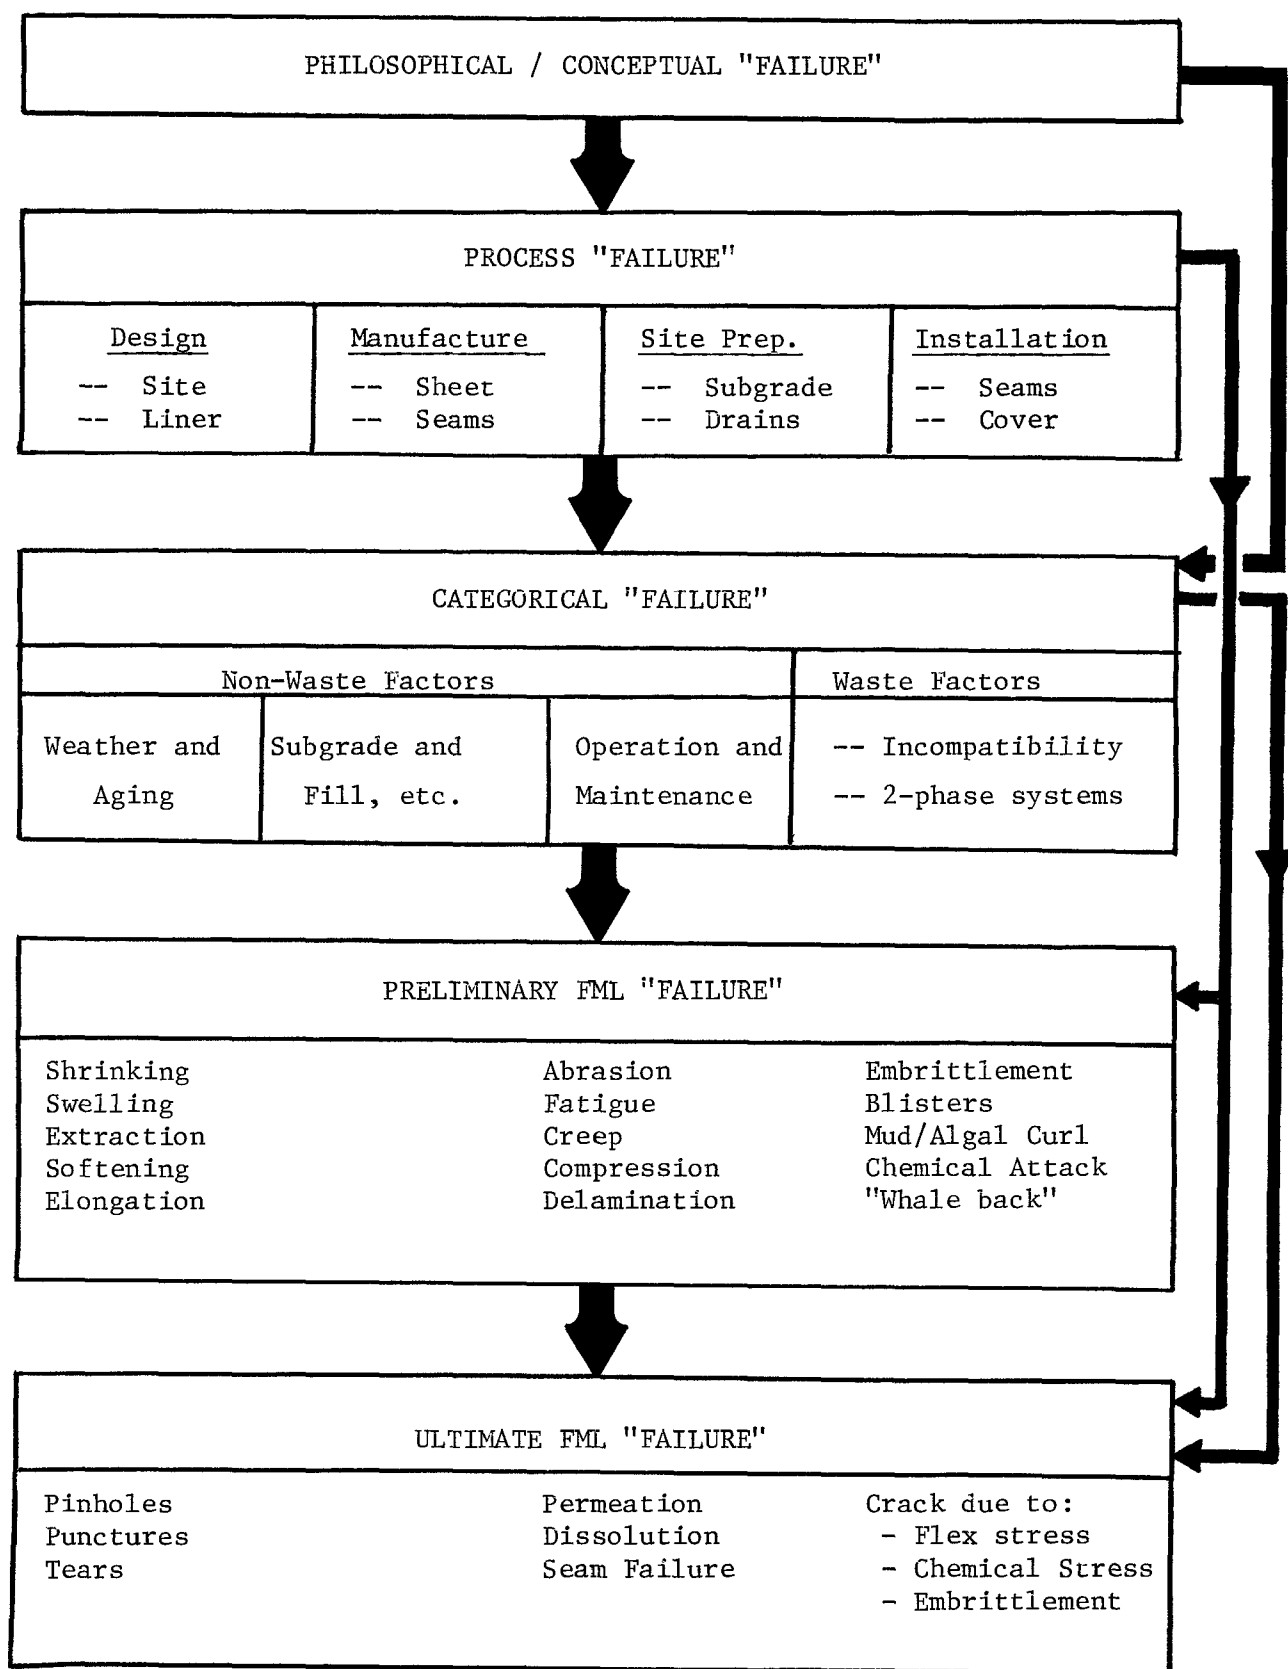 PHILOSOPHICAL / CONCEPTUAL "FAILURE"
PROCESS "FAILURE"
Design
-- Site
-- Liner
Manufacture
-- Sheet
-- Seams
Site Prep.
-- Subgrade
-- Drains
Installation
-- Seams
-- Cover
CATEGORICAL "FAILURE"
Non-Waste Factors
Waste Factors
Weather and
Aging
Subgrade and
Fill, etc.
Operation and
Maintenance
-- Incompatibility
-- 2-phase systems
PRELIMINARY FML "FAILURE"
Shrinking
Swelling
Extraction
Softening
Elongation
Abrasion
Fatigue
Creep
Compression
Delamination
Embrittlement
Blisters
Mud/Algal Curl
Chemical Attack
"Whale back"
ULTIMATE FML "FAILURE"
Pinholes
Punctures
Tears
Permeation
Dissolution
Seam Failure
Crack due to:
- Flex stress
- Chemical Stress
- Embrittlement